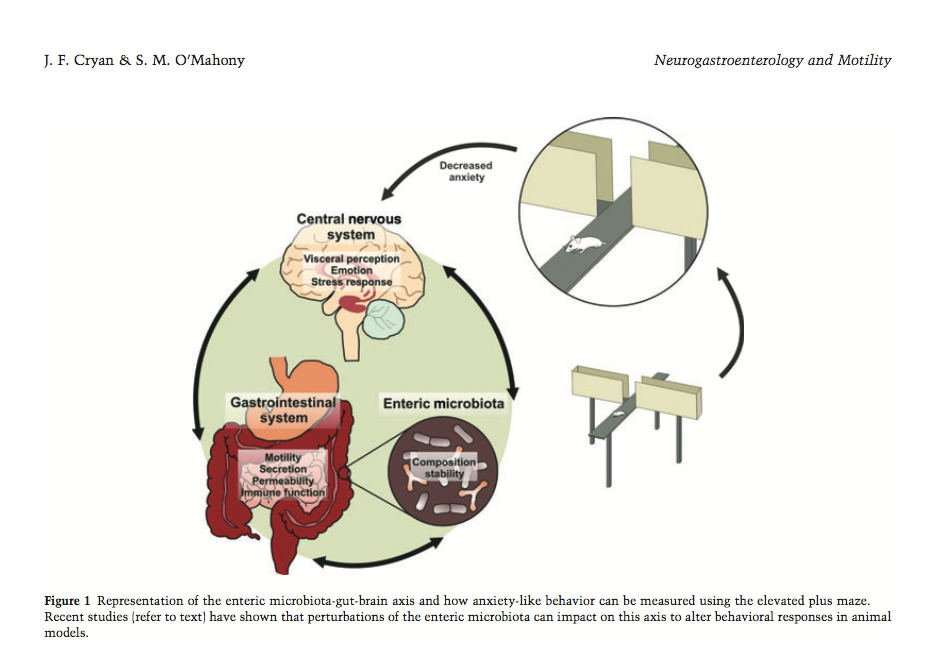 J. F. Cryan & S. M. O'Mahony
Neurogastroenterology and Motility
Decreased
anxiety
Central nervous
system
Visceral perception
Emotion
Stress response
Gastrointestinal
system
Motility
Secretion
Permeability
Immune function
Enteric microbiota
Composition
stability
Figure 1 Representation of the enteric microbiota-gut-brain axis and how anxiety-like behavior can be measured using the elevated plus maze.
Recent studies (refer to text) have shown that perturbations of the enteric microbiota can impact on this axis to alter behavioral responses in animal
models.